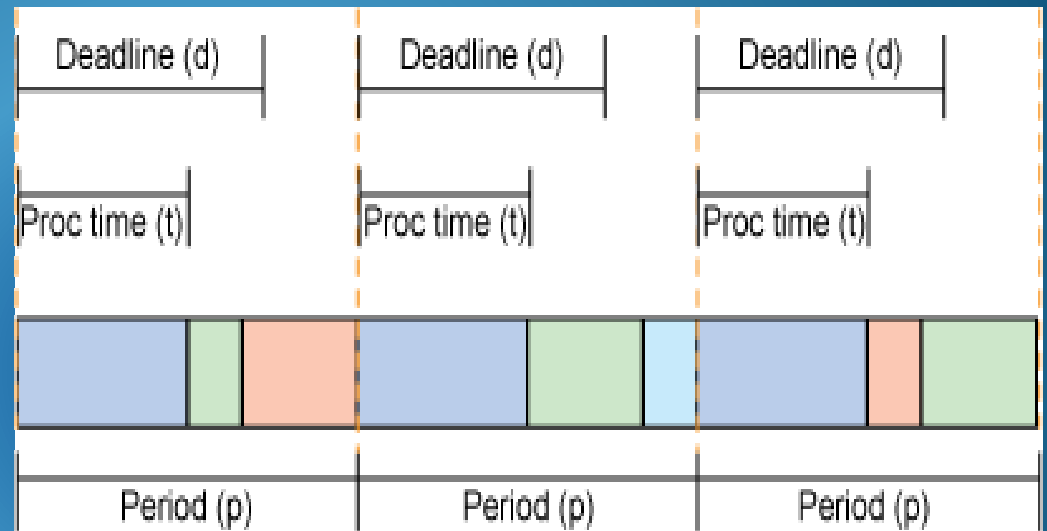 Deadline (d) Deadline (d) Deadline (d)
Proc time (t) Proc time (t) Proc time (t)
Period (p) Period (p) Period (p)